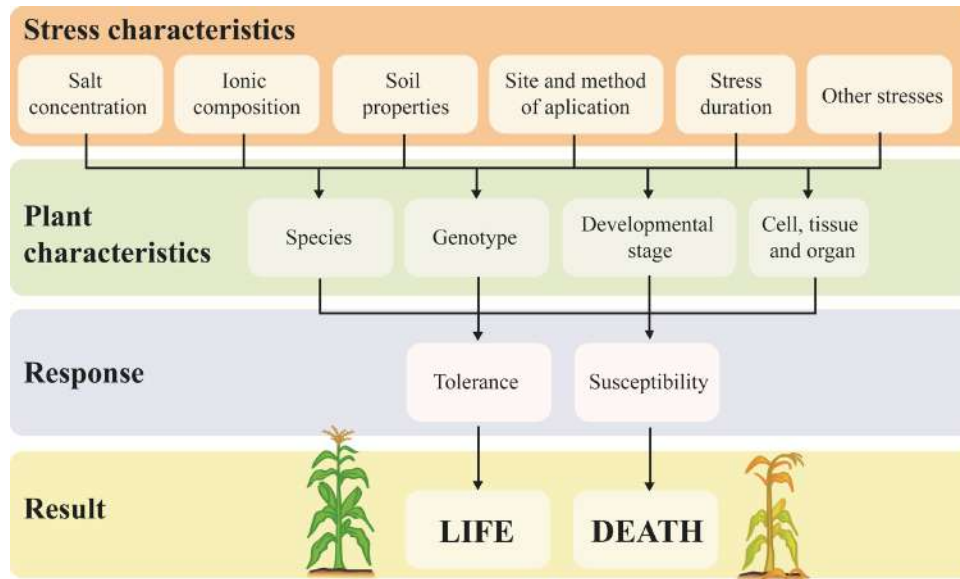 Stress characteristics
Salt
concentration
Ionic
composition
Soil
properties
Site and method
of aplication
Stress
duration
Other stresses
Plant
characteristics
Species
Genotype
Developmental
stage
Cell, tissue
and organ
Response
Tolerance
Susceptibility
Result
LIFE
DEATH